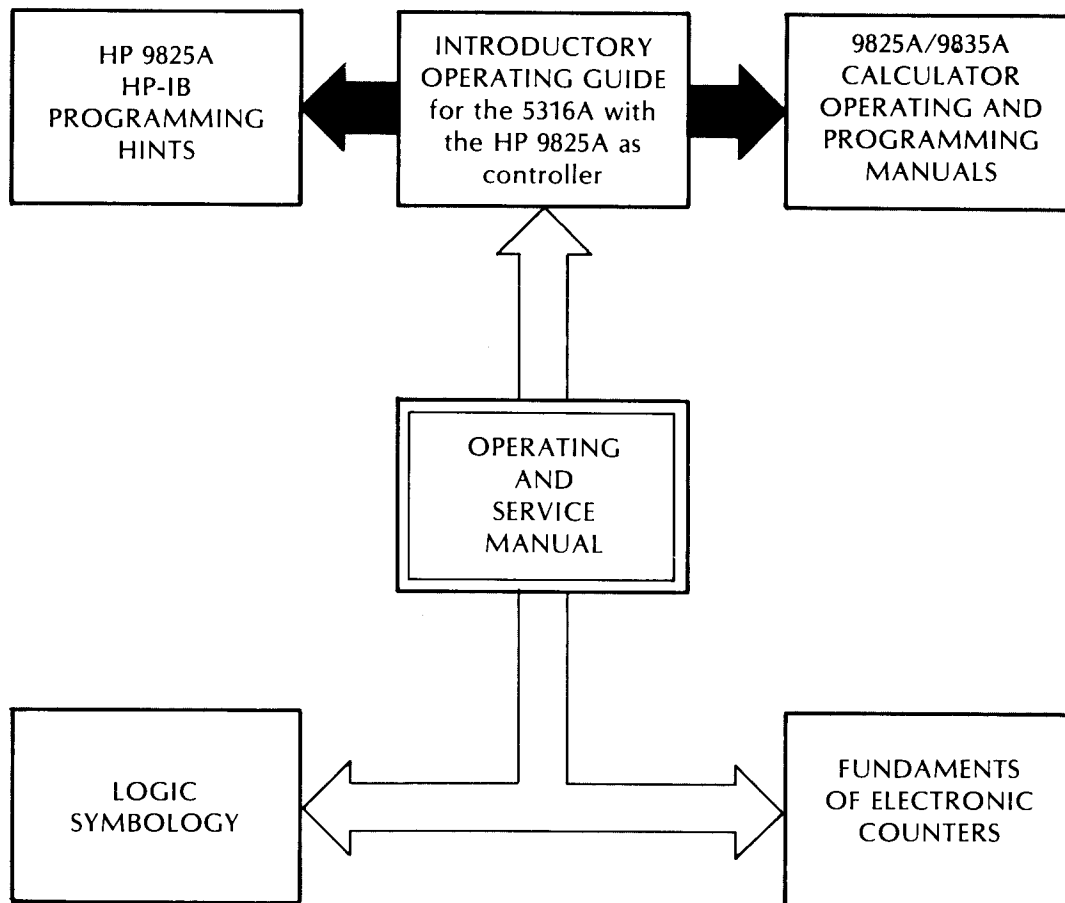 HP 9825A
HP-IB
PROGRAMMING
HINTS
INTRODUCTORY
OPERATING GUIDE
for the 5316A with
the HP 9825A as
controller
9825A/9835A
CALCULATOR
OPERATING AND
PROGRAMMING
MANUALS
OPERATING
AND
SERVICE
MANUAL
LOGIC
SYMBOLOGY
FUNDAMENTS
OF ELECTRONIC
COUNTERS